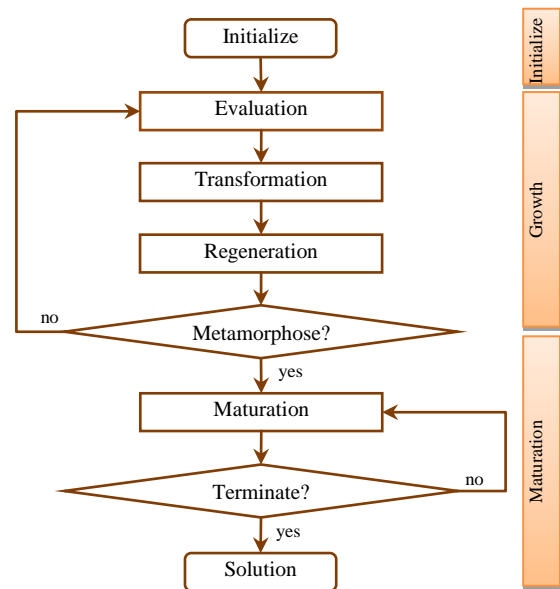 Initialize
Evaluation
Transformation
Regeneration
no
Metamorphose?
yes
Maturation
no
Terminate?
yes
Solution
Initialize
Growth
Maturation